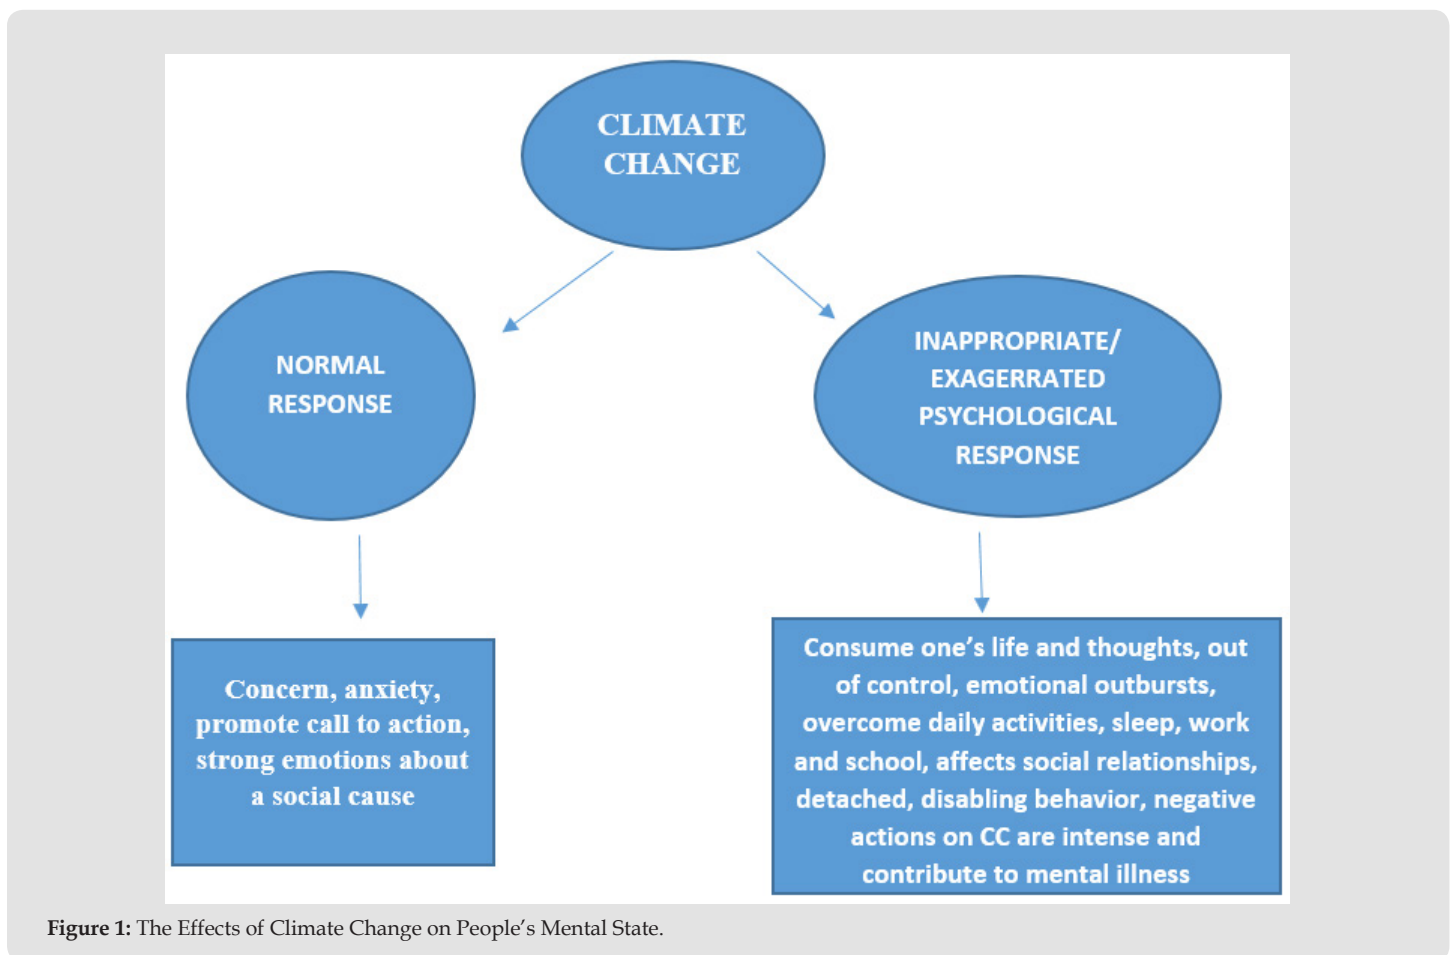 CLIMATE
CHANGE
NORMAL
RESPONSE
INAPPROPRIATE/
EXAGERRATED
PSYCHOLOGICAL
RESPONSE
Concern, anxiety,
promote call to action,
strong emotions about
a social cause
Consume one’s life and thoughts, out
of control, emotional outbursts,
overcome daily activities, sleep, work
and school, affects social relationships,
detached, disabling behavior, negative
actions on CC are intense and
contribute to mental illness
Figure 1: The Effects of Climate Change on People’s Mental State.